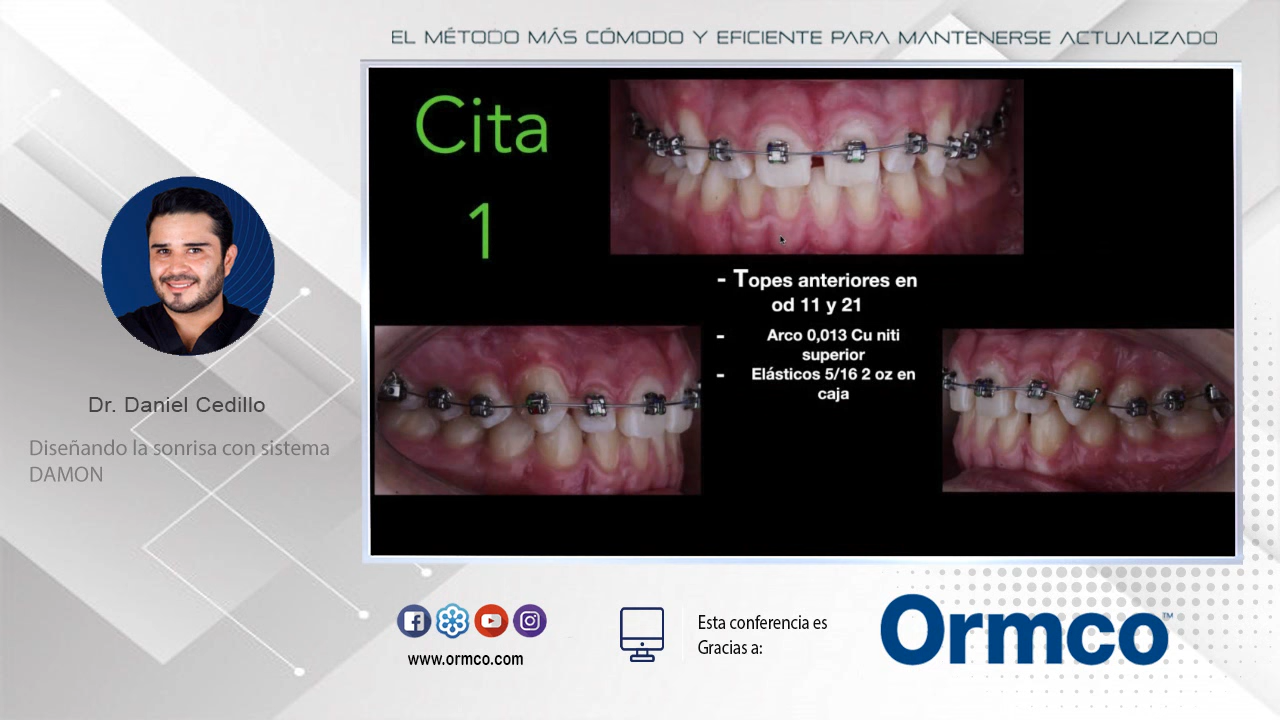 EL MÉTODO MÁS CÓMODO Y EFICIENTE PARA MANTENERSE ACTUALIZADO
Cita
1
- Topes anteriores en
od 11 y 21
- Arco 0,013 Cu niti
superior
- Elásticos 5/16 2 oz en
caja
Dr. Daniel Cedillo
Diseñando la sonrisa con sistema
DAMON
www.ormco.com
Esta conferencia es
Gracias a:
Ormco™